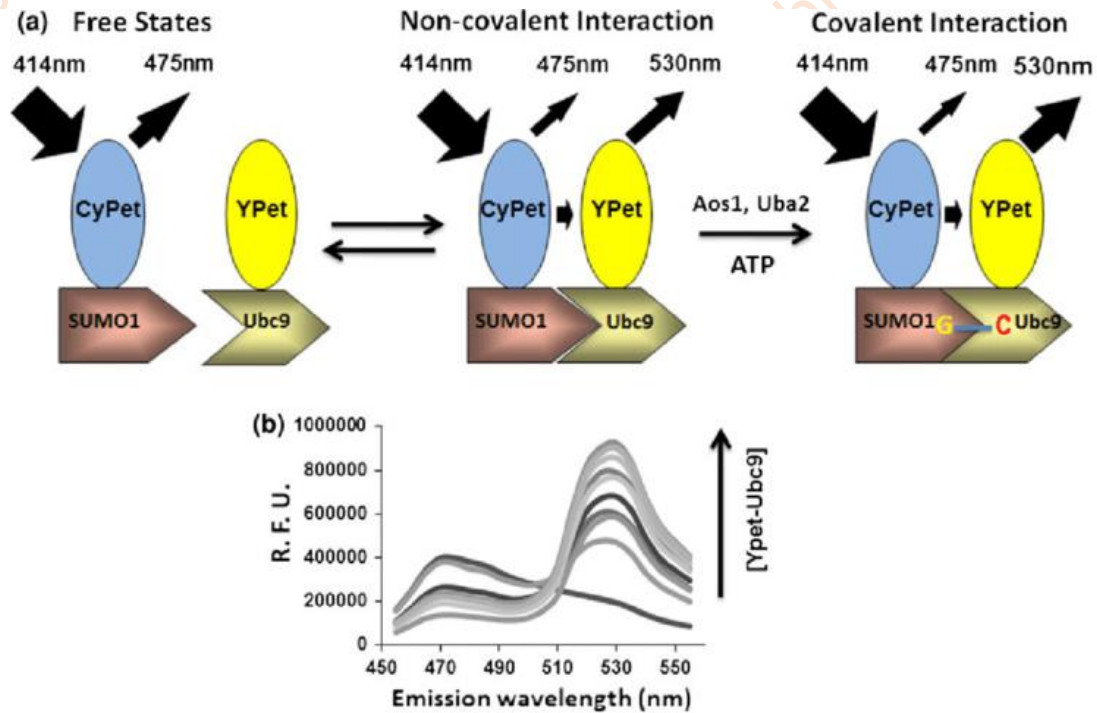 (a) Free States Non-covalent Interaction Covalent Interaction
414nm 475nm 414nm 475nm 530nm 414nm 475nm 530nm
CyPet YPet CyPet YPet Aos1, Uba2 CyPet YPet
ATP
SUMO1 Ubc9 SUMO1 Ubc9 SUMO1 G C Ubc9
(b) 1000000
800000
600000
400000
200000
0
R. F. U.
450 470 490 510 530 550
Emission wavelength (nm)
[Ypet-Ubc9]